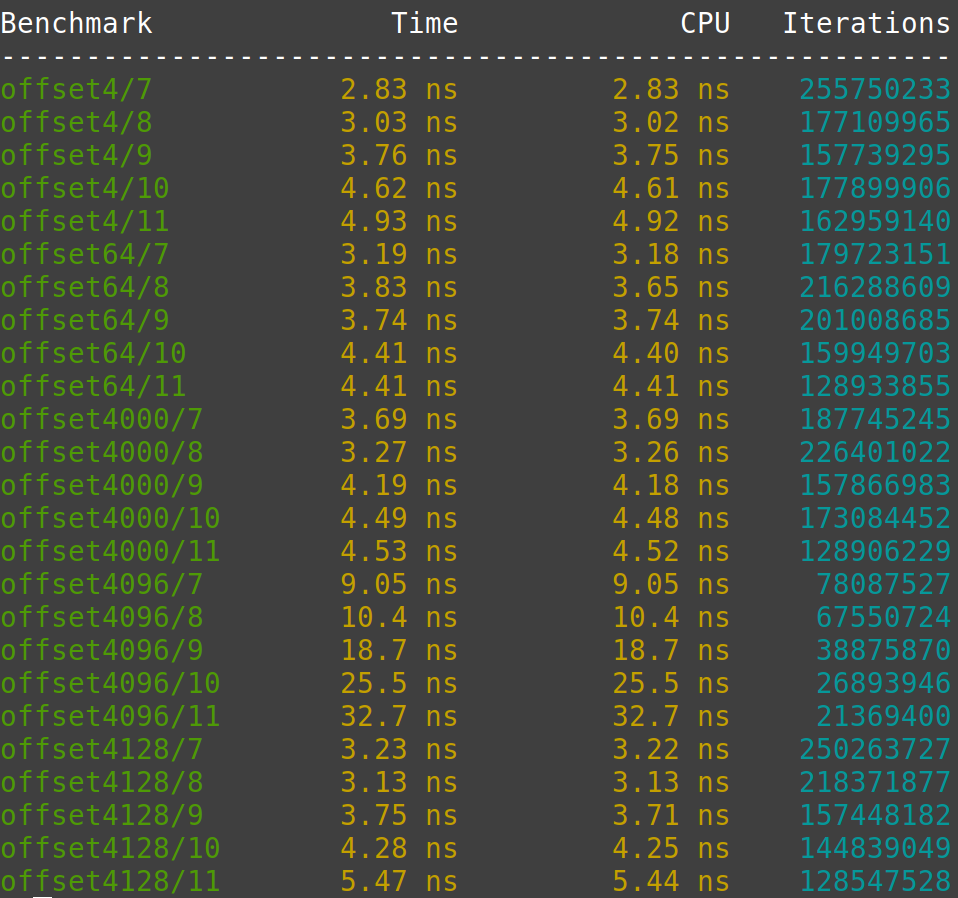 Benchmark Time CPU Iterations
--------------------------------------------------------
offset4/7 2.83 ns 2.83 ns 255750233
offset4/8 3.03 ns 3.02 ns 177109965
offset4/9 3.76 ns 3.75 ns 157739295
offset4/10 4.62 ns 4.61 ns 177899906
offset4/11 4.93 ns 4.92 ns 162959140
offset64/7 3.19 ns 3.18 ns 179723151
offset64/8 3.83 ns 3.65 ns 216288609
offset64/9 3.74 ns 3.74 ns 201008685
offset64/10 4.41 ns 4.40 ns 159949703
offset64/11 4.41 ns 4.41 ns 128933855
offset4000/7 3.69 ns 3.69 ns 187745245
offset4000/8 3.27 ns 3.26 ns 226401022
offset4000/9 4.19 ns 4.18 ns 157866983
offset4000/10 4.49 ns 4.48 ns 173084452
offset4000/11 4.53 ns 4.52 ns 128906229
offset4096/7 9.05 ns 9.05 ns 78087527
offset4096/8 10.4 ns 10.4 ns 67550724
offset4096/9 18.7 ns 18.7 ns 38875870
offset4096/10 25.5 ns 25.5 ns 26893946
offset4096/11 32.7 ns 32.7 ns 21369400
offset4128/7 3.23 ns 3.22 ns 250263727
offset4128/8 3.13 ns 3.13 ns 218371877
offset4128/9 3.75 ns 3.71 ns 157448182
offset4128/10 4.28 ns 4.25 ns 144839049
offset4128/11 5.47 ns 5.44 ns 128547528